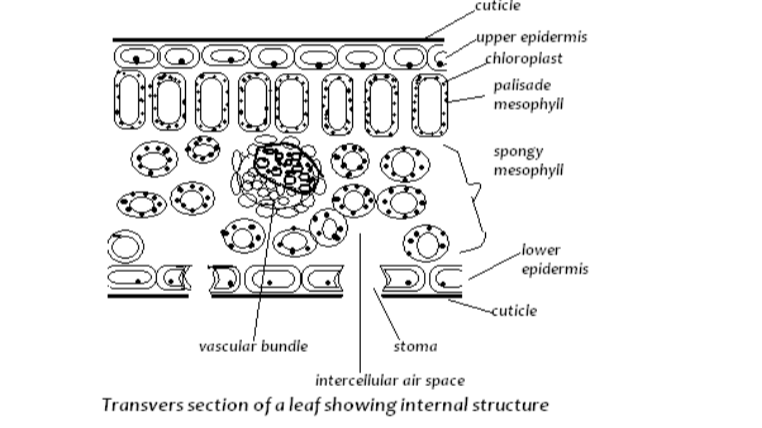 cuticle
upper epidermis
chloroplast
palisade
mesophyll
spongy
mesophyll
lower
epidermis
cuticle
vascular bundle
stoma
intercellular air space
Transvers section of a leaf showing internal structure